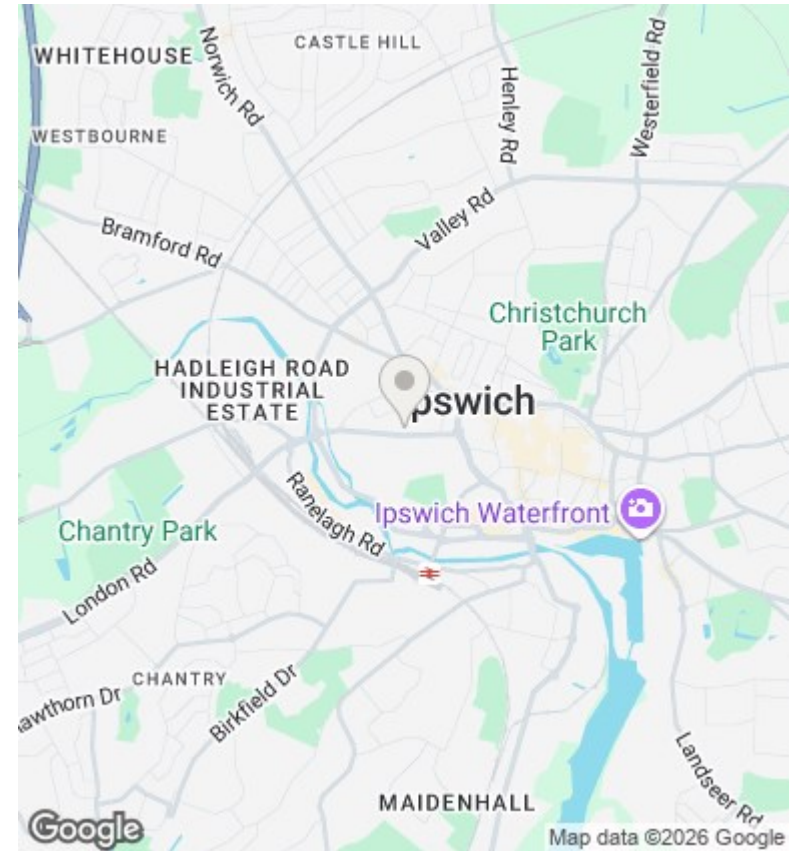 WHITEHOUSE
CASTLE HILL
Norwich Rd
Henley Rd
Westerfield Rd
WESTBOURNE
Valley Rd
Bramford Rd
Christchurch
Park
HADLEIGH ROAD
INDUSTRIAL
ESTATE
pswich
Ranelagh Rd
Ipswich Waterfront
Chantry Park
London Rd
CHANTRY
awthorn Dr
Birkfield Dr
Landseer Rd
MAIDENHALL
Google
Map data ©2026 Google